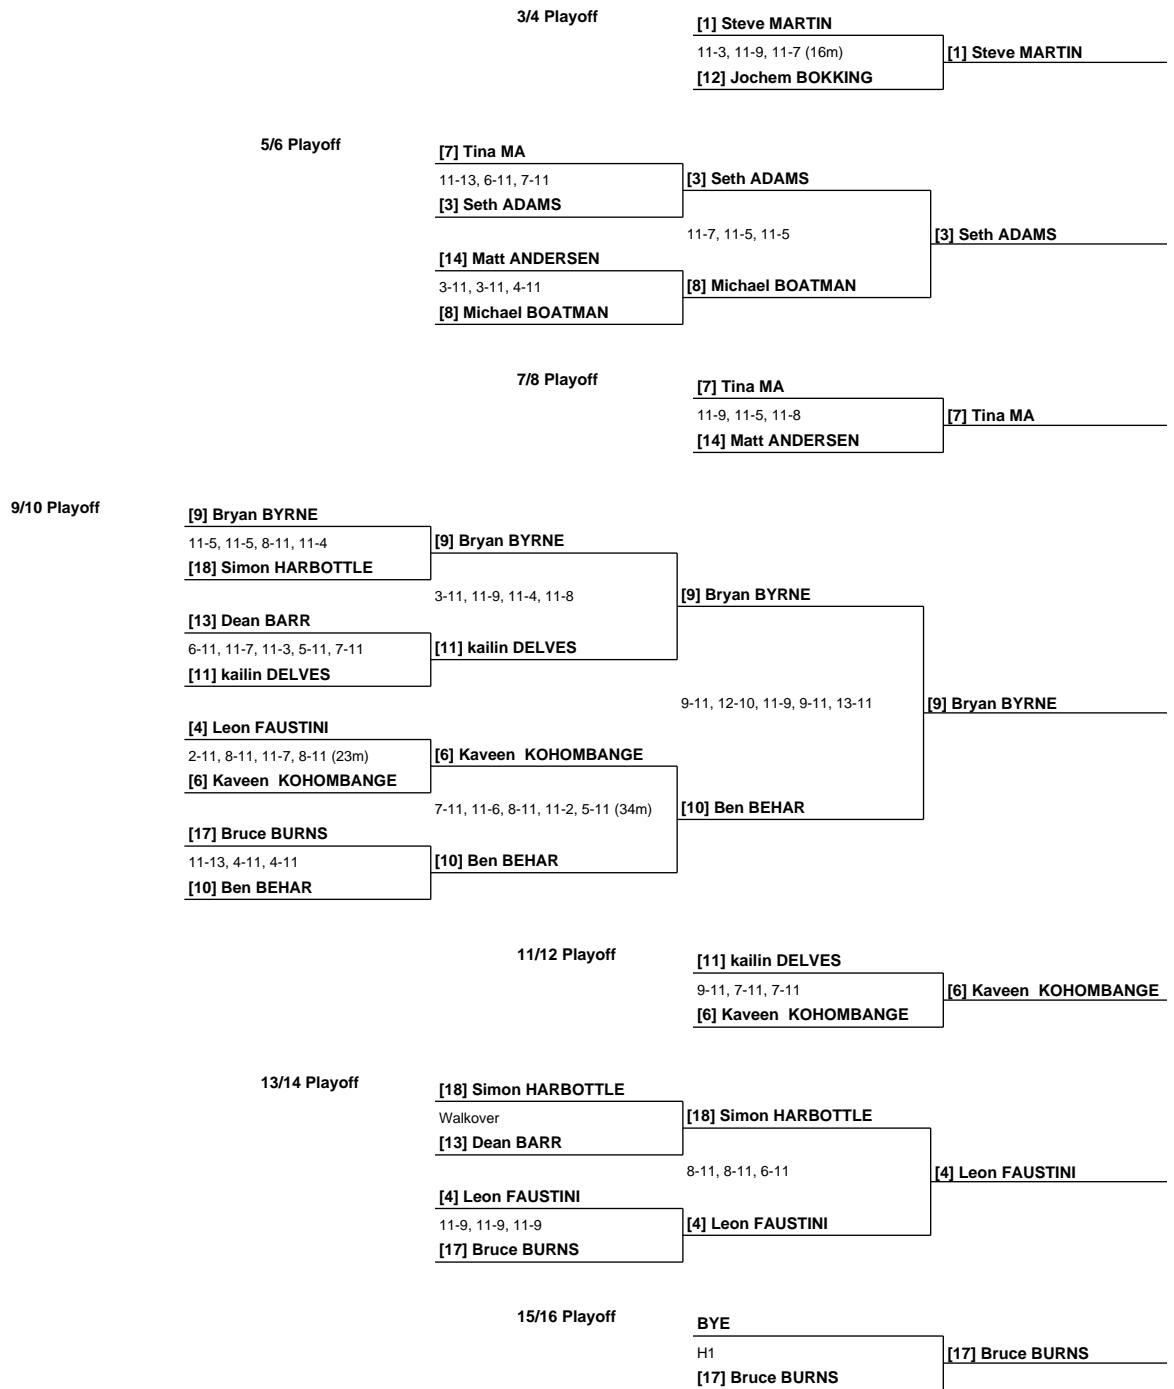 3/4 Playoff
[1] Steve MARTIN
11-3, 11-9, 11-7 (16m)
[1] Steve MARTIN
[12] Jochem BOKKING
5/6 Playoff
[7] Tina MA
11-13, 6-11, 7-11
[3] Seth ADAMS
[3] Seth ADAMS
11-7, 11-5, 11-5
[3] Seth ADAMS
[14] Matt ANDERSEN
3-11, 3-11, 4-11
[8] Michael BOATMAN
[8] Michael BOATMAN
7/8 Playoff
[7] Tina MA
11-9, 11-5, 11-8
[7] Tina MA
[14] Matt ANDERSEN
9/10 Playoff
[9] Bryan BYRNE
11-5, 11-5, 8-11, 11-4
[9] Bryan BYRNE
[18] Simon HARBOTTLE
3-11, 11-9, 11-4, 11-8
[9] Bryan BYRNE
[13] Dean BARR
6-11, 11-7, 11-3, 5-11, 7-11
[11] kailin DELVES
[11] kailin DELVES
9-11, 12-10, 11-9, 9-11, 13-11
[9] Bryan BYRNE
[4] Leon FAUSTINI
2-11, 8-11, 11-7, 8-11 (23m)
[6] Kaveen  KOHOMBANGE
[6] Kaveen  KOHOMBANGE
7-11, 11-6, 8-11, 11-2, 5-11 (34m)
[10] Ben BEHAR
[17] Bruce BURNS
11-13, 4-11, 4-11
[10] Ben BEHAR
[10] Ben BEHAR
11/12 Playoff
[11] kailin DELVES
9-11, 7-11, 7-11
[6] Kaveen  KOHOMBANGE
[6] Kaveen  KOHOMBANGE
13/14 Playoff
[18] Simon HARBOTTLE
Walkover
[18] Simon HARBOTTLE
[13] Dean BARR
8-11, 8-11, 6-11
[4] Leon FAUSTINI
[4] Leon FAUSTINI
11-9, 11-9, 11-9
[4] Leon FAUSTINI
[17] Bruce BURNS
15/16 Playoff
BYE
H1
[17] Bruce BURNS
[17] Bruce BURNS